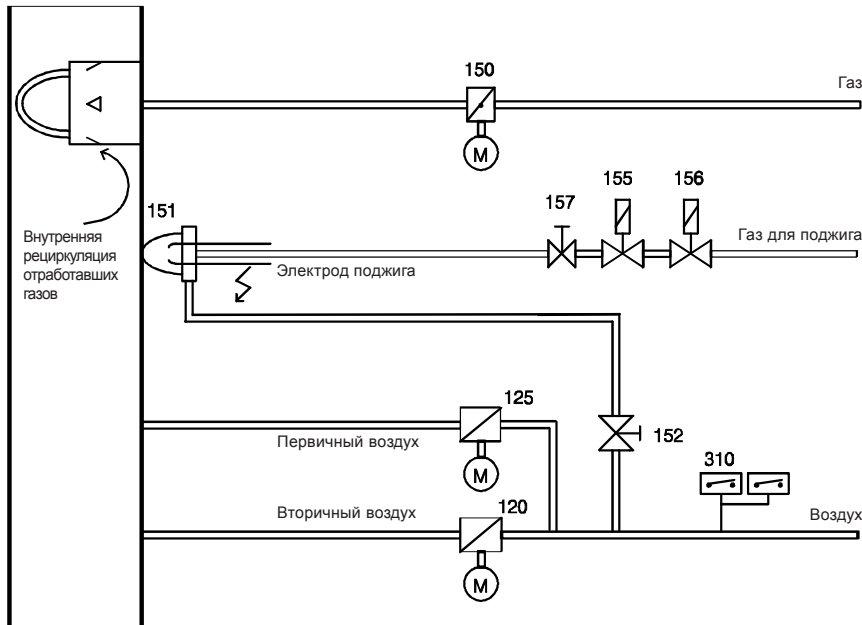 150
Газ
M
151
157
155
156
Внутренняя
рециркуляция
отработавших
газов
Газ для поджига
Электрод поджига
125
152
Первичный воздух
M
310
120
Вторичный воздух
Воздух
M